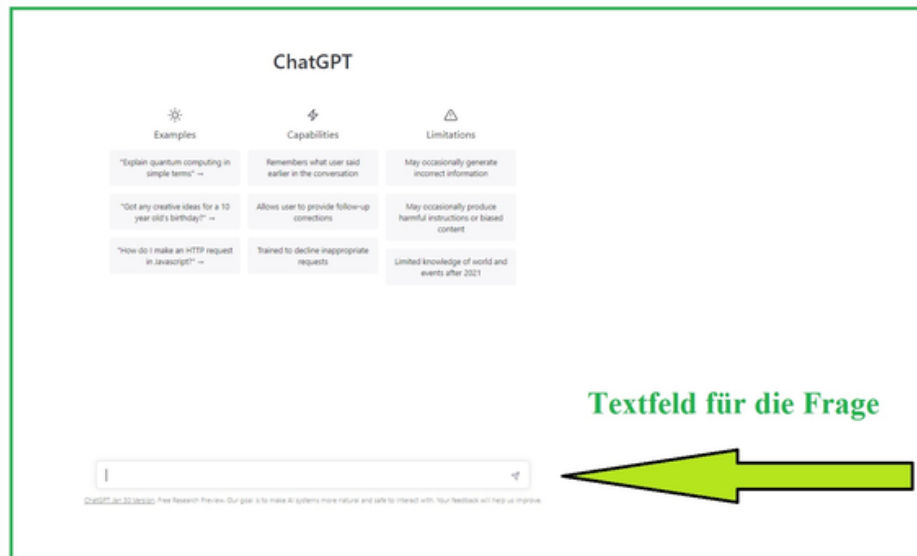 ChatGPT
Examples
Capabilities
Limitations
"Explain quantum computing in
simple terms" →
Remembers what user said
earlier in the conversation
May occasionally generate
incorrect information
"Got any creative ideas for a 10
year old's birthday?" →
Allows user to provide follow-up
corrections
May occasionally produce
harmful instructions or biased
content
"How do I make an HTTP request
in Javascript?" →
Trained to decline inappropriate
requests
Limited knowledge of world and
events after 2021
Textfeld für die Frage
ChatGPT Jan 30 Version. Free Research Preview. Our goal is to make AI systems more natural and safe to interact with. Your feedback will help us improve.